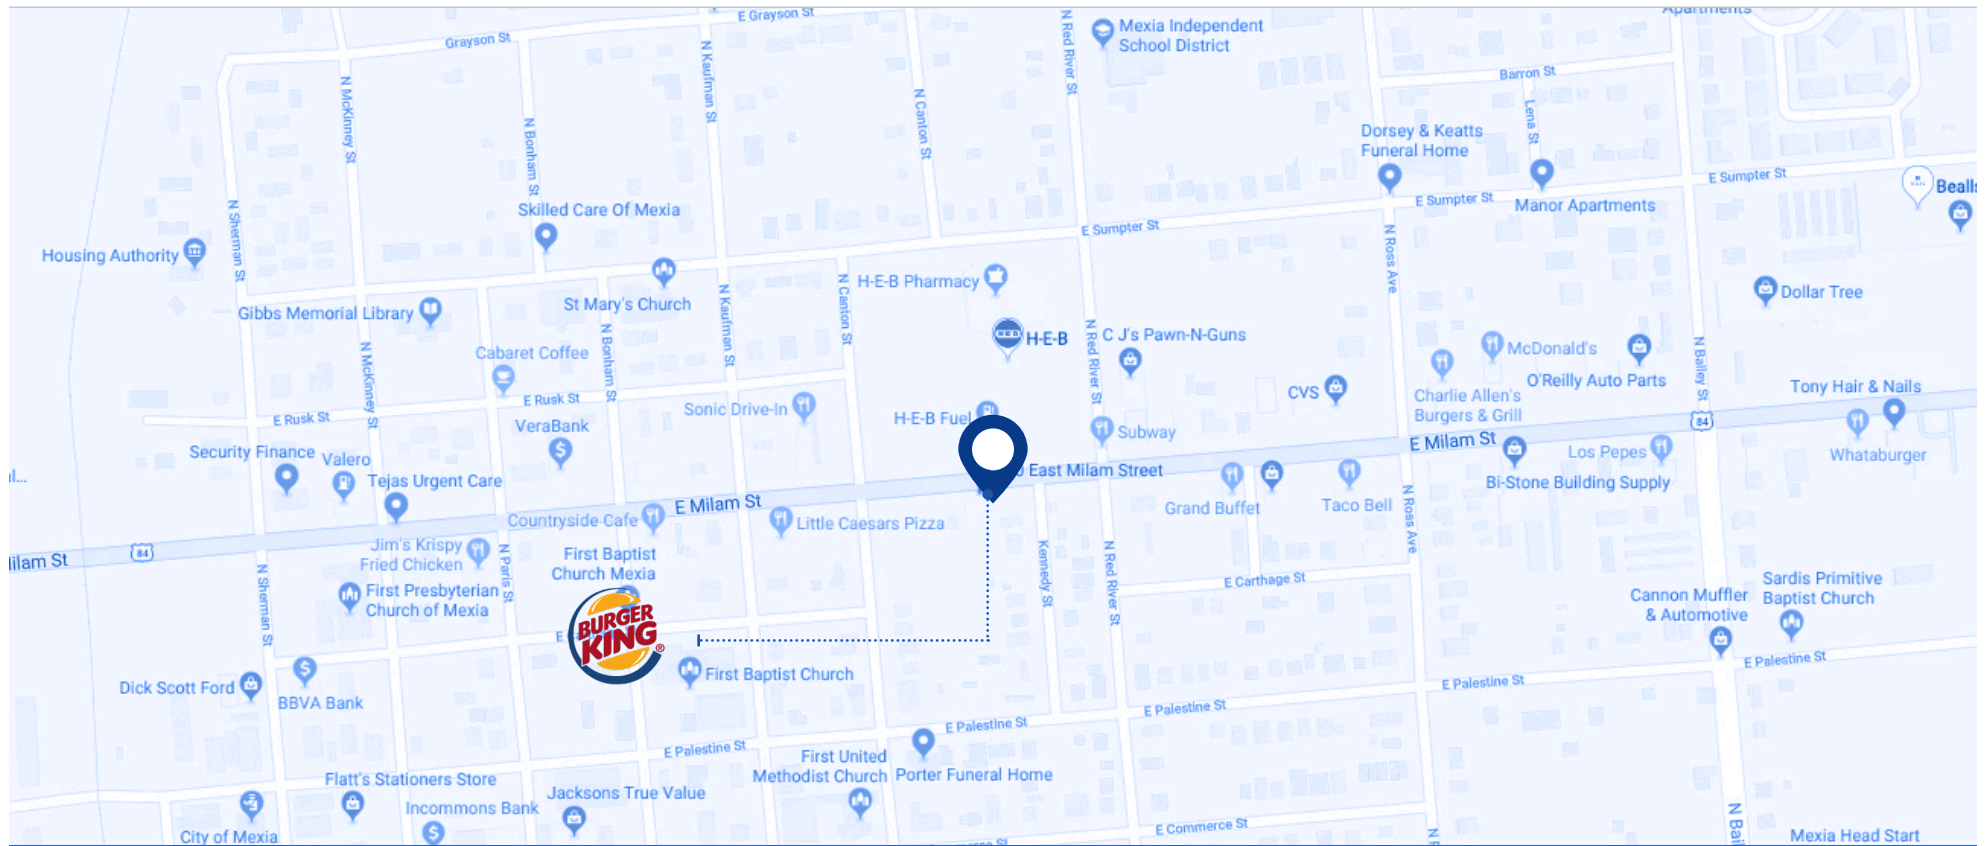 E Grayson St
Grayson St
Apartments
Mexia Independent
School District
N Red River St
N Kaufman St
N McKinney St
N Canton St
N Bonham St
Barron St
Lena St
Dorsey & Keatts
Funeral Home
E Sumpter St
E Sumpter St
Manor Apartments
Bealls
N Sherman St
Skilled Care Of Mexia
E Sumpter St
N Ross Ave
Housing Authority
H-E-B Pharmacy
St Mary's Church
Gibbs Memorial Library
N Kaufman St
N Canton St
Dollar Tree
H-E-B
H-E-B
C J's Pawn-N-Guns
N Red River St
N Bonham St
N McKinney St
Cabaret Coffee
McDonald's
O'Reilly Auto Parts
N Bailey St
Tony Hair & Nails
CVS
Charlie Allen's
Burgers & Grill
E Rusk St
E Rusk St
Sonic Drive-In
H-E-B Fuel
VeraBank
Subway
84
E Milam St
Los Pepes
Whataburger
Security Finance
Valero
Tejas Urgent Care
East Milam Street
Grand Buffet
Taco Bell
Bi-Stone Building Supply
E Milam St
Countryside Cafe
Little Caesars Pizza
N Ross Ave
84
Jim's Krispy
Fried Chicken
N Paris St
First Baptist
Church Mexia
First Presbyterian
Church of Mexia
N Sherman St
Kennedy St
N Red River St
E Carthage St
BURGER
KING
®
Cannon Muffler
& Automotive
Sardis Primitive
Baptist Church
E Palestine St
Dick Scott Ford
BBVA Bank
First Baptist Church
E Palestine St
E Palestine St
E Palestine St
E Palestine St
First United
Methodist Church
Porter Funeral Home
Flatt's Stationers Store
Incommons Bank
Jacksons True Value
City of Mexia
E Commerce St
Mexia Head Start